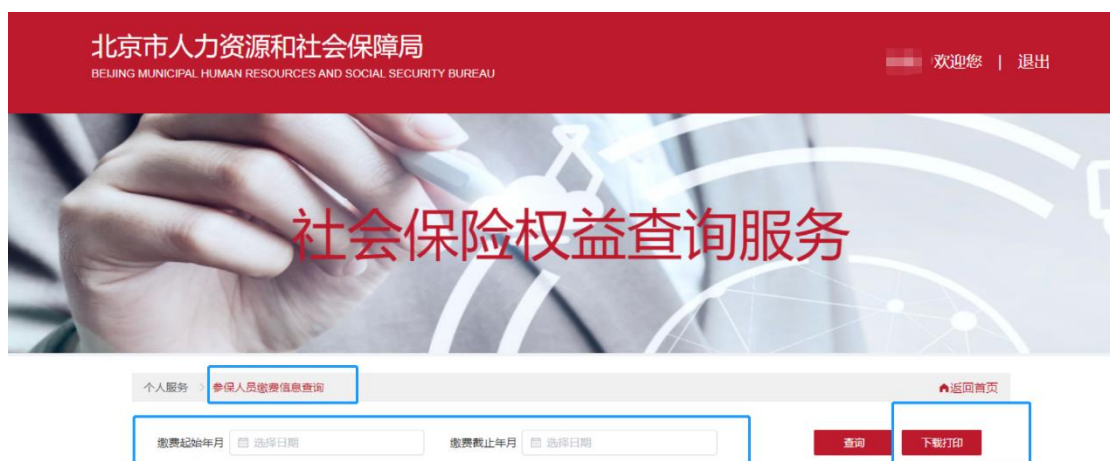 北京市人力资源和社会保障局
BEIJING MUNICIPAL HUMAN RESOURCES AND SOCIAL SECURITY BUREAU
欢迎您 | 退出
社会保险权益查询服务
个人服务 > 参保人员缴费信息查询 返回首页
缴费起始年月 选择日期 缴费截止年月 选择日期 查询 下载打印